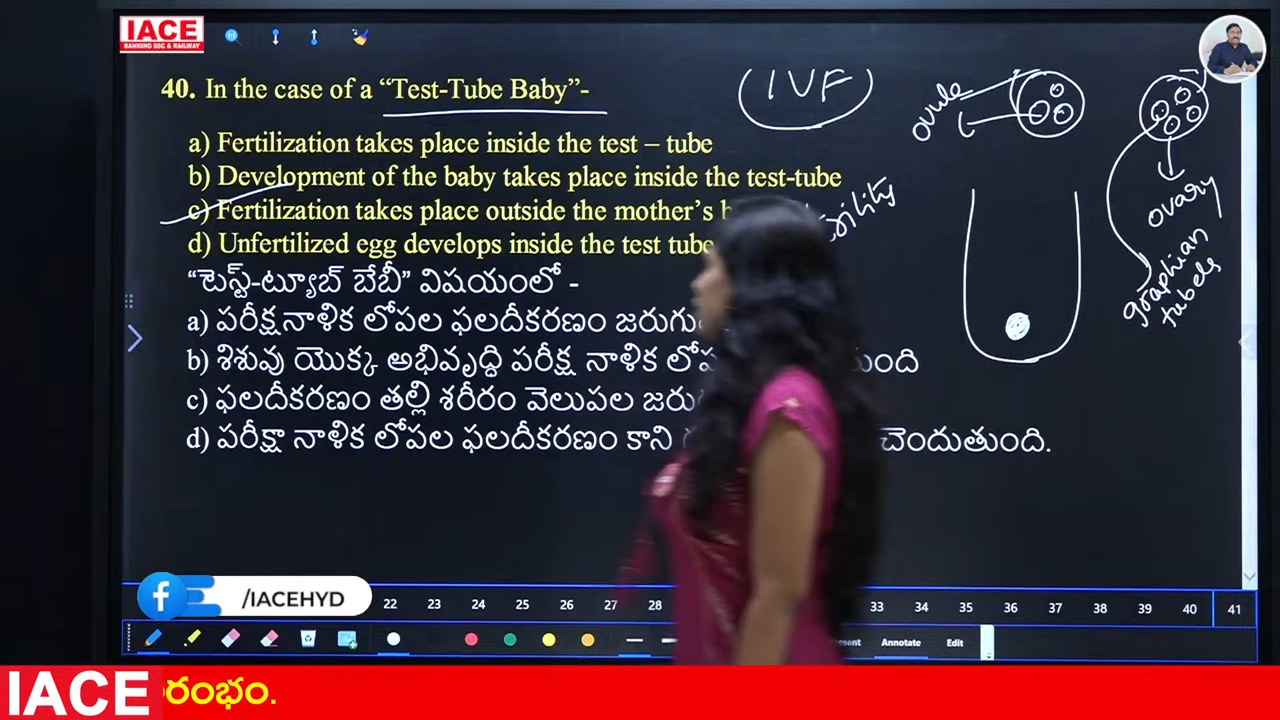 IACE
BANKING SSC & RAILWAY
40. In the case of a “Test-Tube Baby”-
IVF
ovule
a) Fertilization takes place inside the test – tube
b) Development of the baby takes place inside the test-tube
c) Fertilization takes place outside the mother’s b
d) Unfertilized egg develops inside the test tube
ovary
graphian
tubels
“టెస్ట్-ట్యూబ్ బేబీ” విషయంలో -
a) పరీక్షనాళిక లోపల ఫలదీకరణం జరుగు
b) శిశువు యొక్క అభివృద్ధి పరీక్ష నాళిక లోప ుంది
c) ఫలదీకరణం తల్లి శరీరం వెలుపల జరు
d) పరీక్షా నాళిక లోపల ఫలదీకరణం కాని చెందుతుంది.
/IACEHYD
22 23 24 25 26 27 28 33 34 35 36 37 38 39 40 41
Annotate Edit
IACE రంభం.